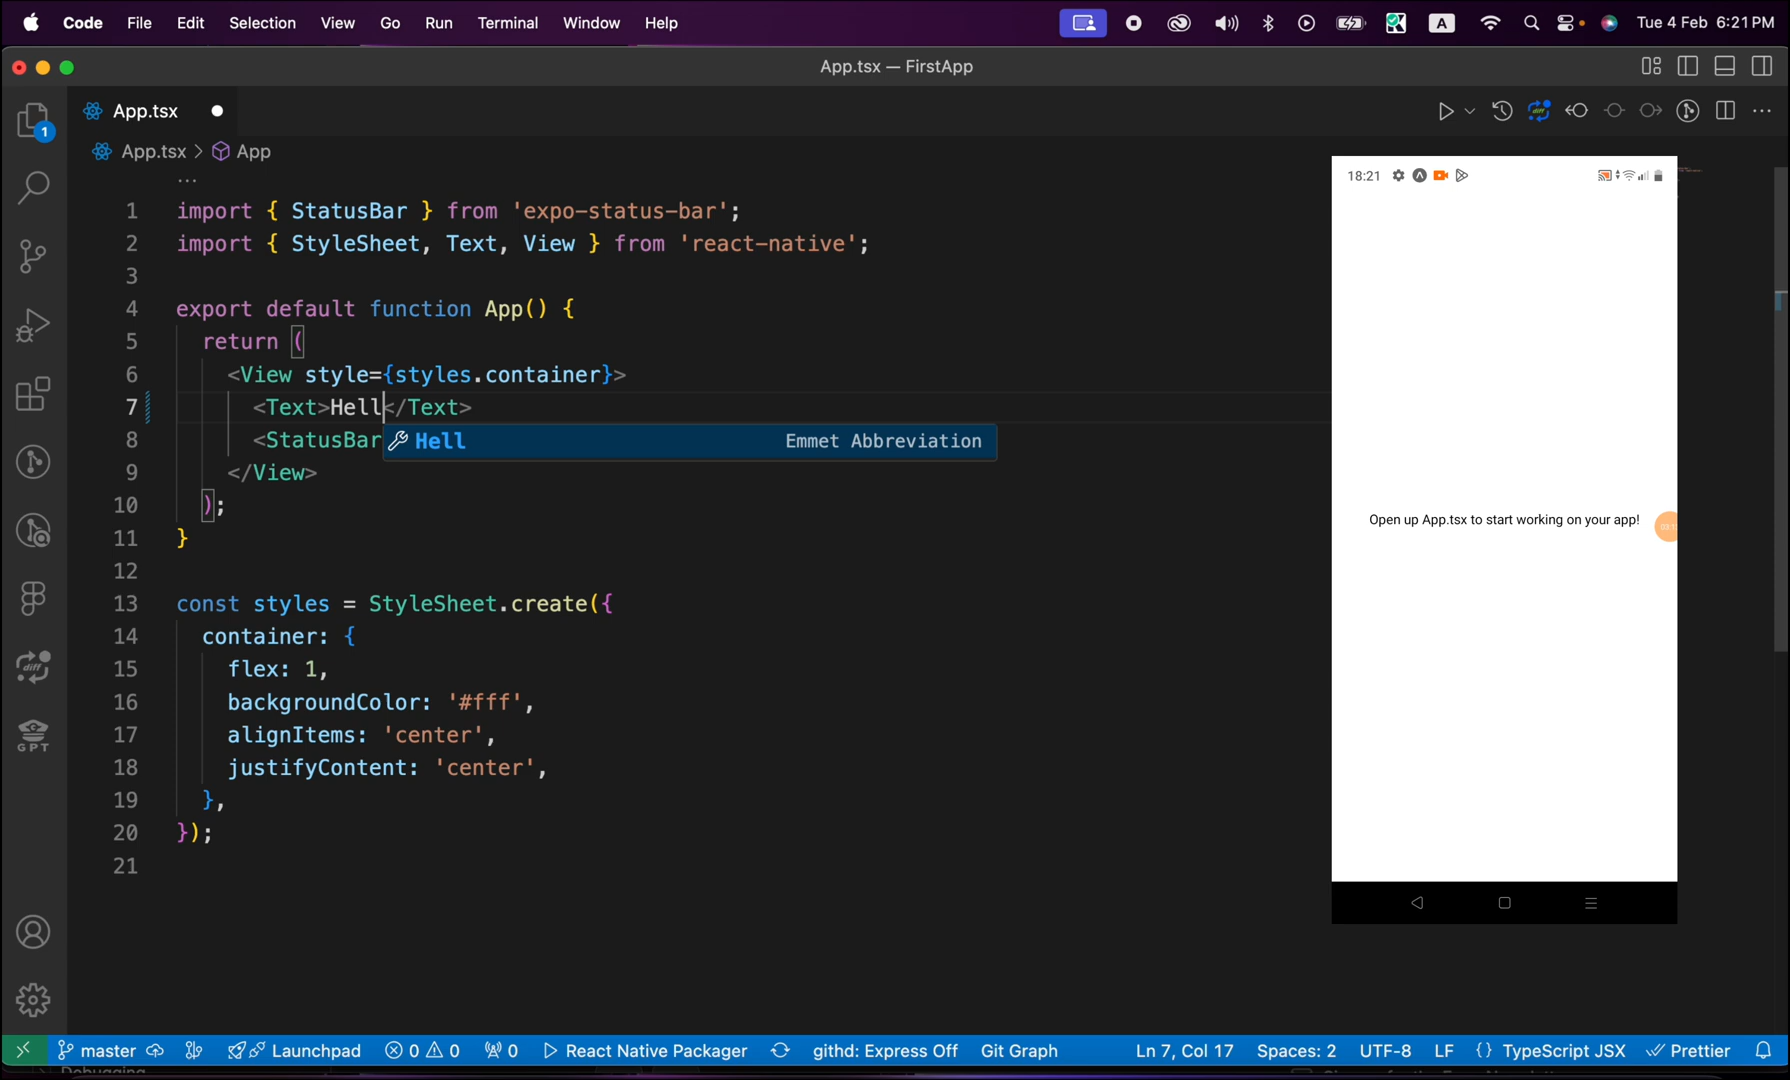 Code File Edit Selection View Go Run Terminal Window Help A Tue 4 Feb 6:21 PM
App.tsx — FirstApp
1
App.tsx
App.tsx > App
...
1 import { StatusBar } from 'expo-status-bar';
2 import { StyleSheet, Text, View } from 'react-native';
3
4 export default function App() {
5 return (
6 <View style={styles.container}>
7 <Text>Hell</Text>
8 <StatusBar
Hell Emmet Abbreviation
9 </View>
10 );
11 }
12
13 const styles = StyleSheet.create({
14 container: {
15 flex: 1,
16 backgroundColor: '#fff',
17 alignItems: 'center',
18 justifyContent: 'center',
19 },
20 });
21
diff
diff
GPT
18:21
Open up App.tsx to start working on your app!
master Launchpad 0 0 0 React Native Packager githd: Express Off Git Graph Ln 7, Col 17 Spaces: 2 UTF-8 LF {} TypeScript JSX Prettier